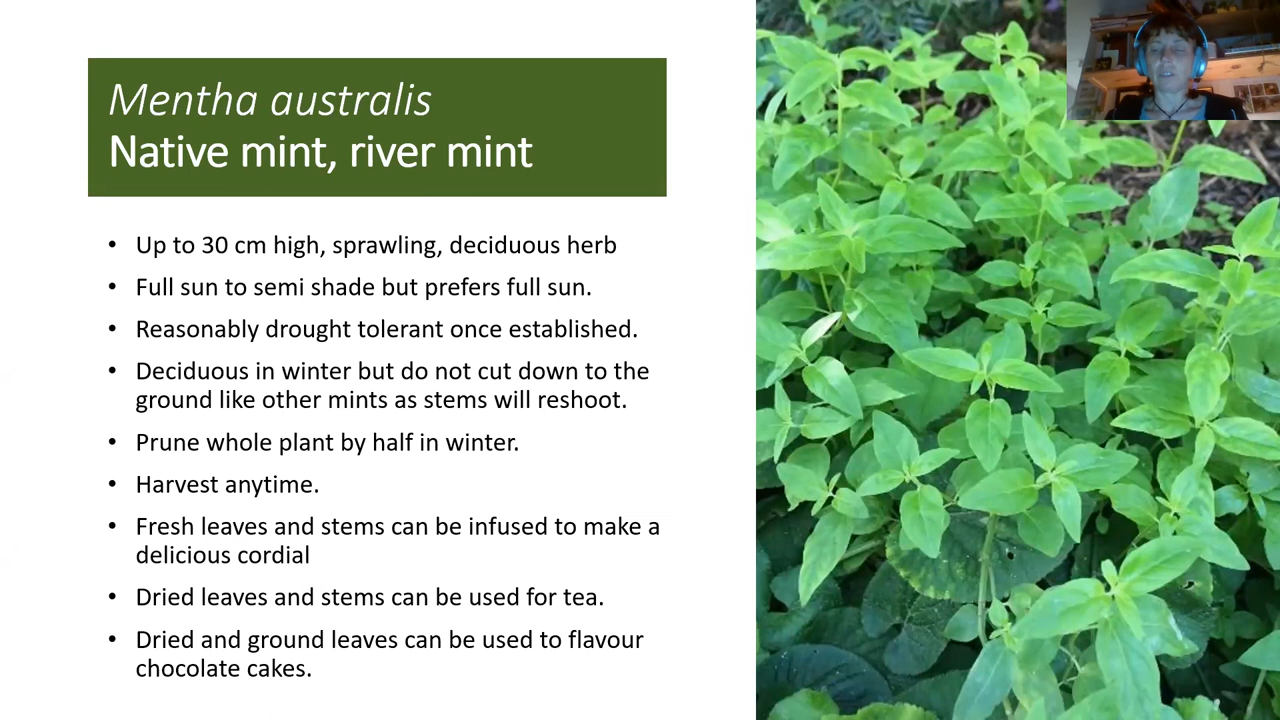 Mentha australis
Native mint, river mint
• Up to 30 cm high, sprawling, deciduous herb
• Full sun to semi shade but prefers full sun.
• Reasonably drought tolerant once established.
• Deciduous in winter but do not cut down to the
ground like other mints as stems will reshoot.
• Prune whole plant by half in winter.
• Harvest anytime.
• Fresh leaves and stems can be infused to make a
delicious cordial
• Dried leaves and stems can be used for tea.
• Dried and ground leaves can be used to flavour
chocolate cakes.